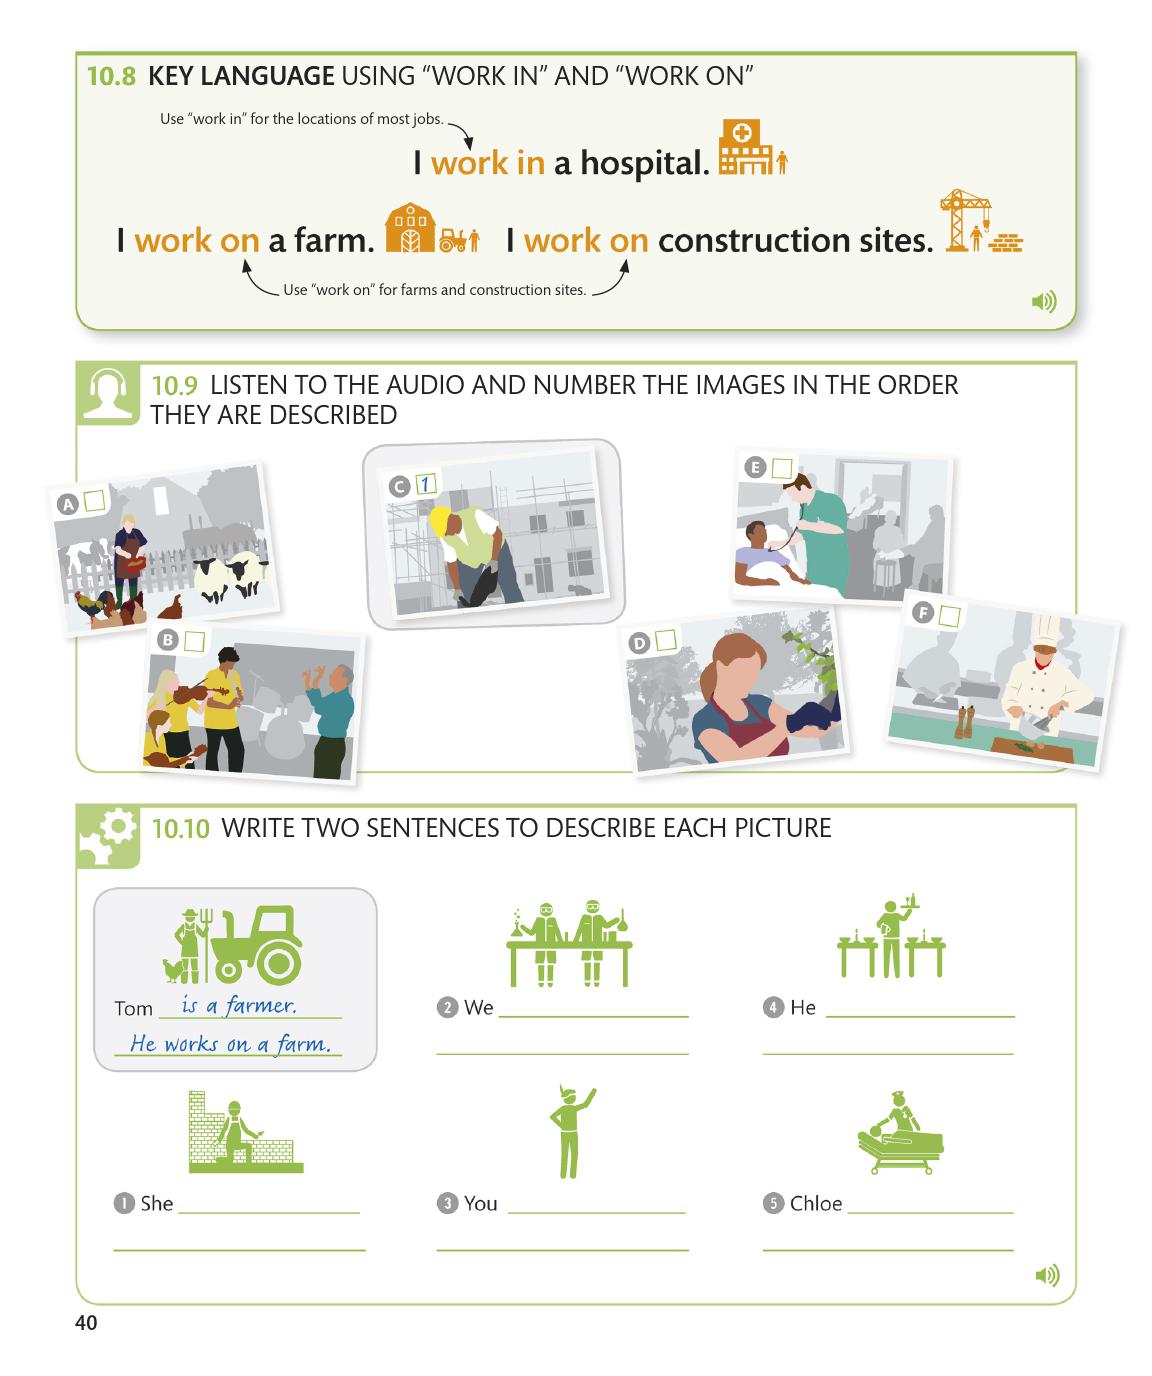 10.8 KEY LANGUAGE USING “WORK IN” AND “WORK ON”
Use “work in” for the locations of most jobs.
I work in a hospital.
I work on a farm.
I work on construction sites.
Use “work on” for farms and construction sites.
10.9 LISTEN TO THE AUDIO AND NUMBER THE IMAGES IN THE ORDER
THEY ARE DESCRIBED
A
C 1
E
B
D
F
10.10 WRITE TWO SENTENCES TO DESCRIBE EACH PICTURE
Tom is a farmer.
He works on a farm.
2 We
4 He
1 She
3 You
5 Chloe
40